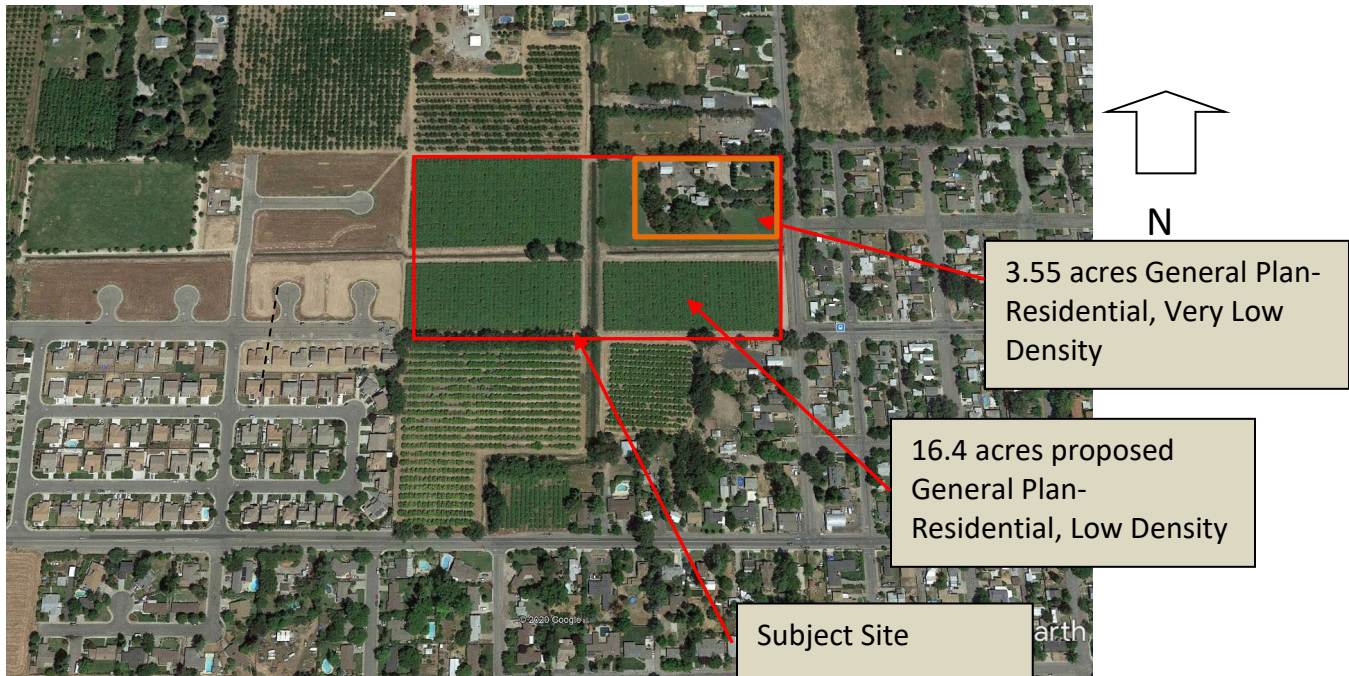 N
3.55 acres General Plan-
Residential, Very Low
Density
16.4 acres proposed
General Plan-
Residential, Low Density
Subject Site
©2020 Google
arth